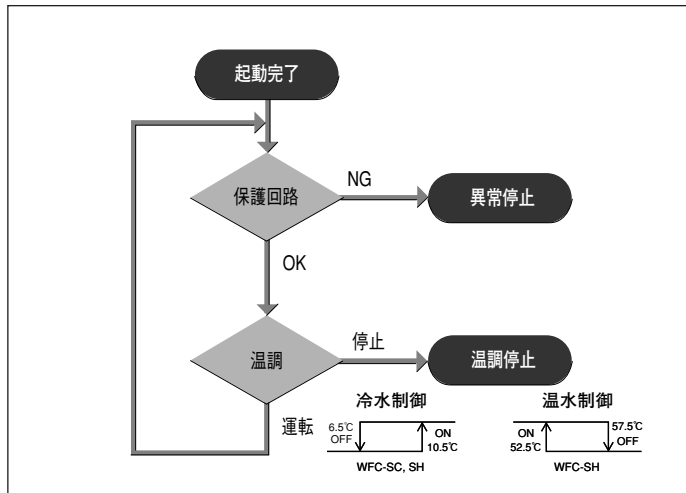 起動完了
保護回路
NG
異常停止
OK
温調
停止
温調停止
運転
冷水制御
6.5℃
OFF
ON
10.5℃
WFC-SC, SH
温水制御
ON
52.5℃
57.5℃
OFF
WFC-SH